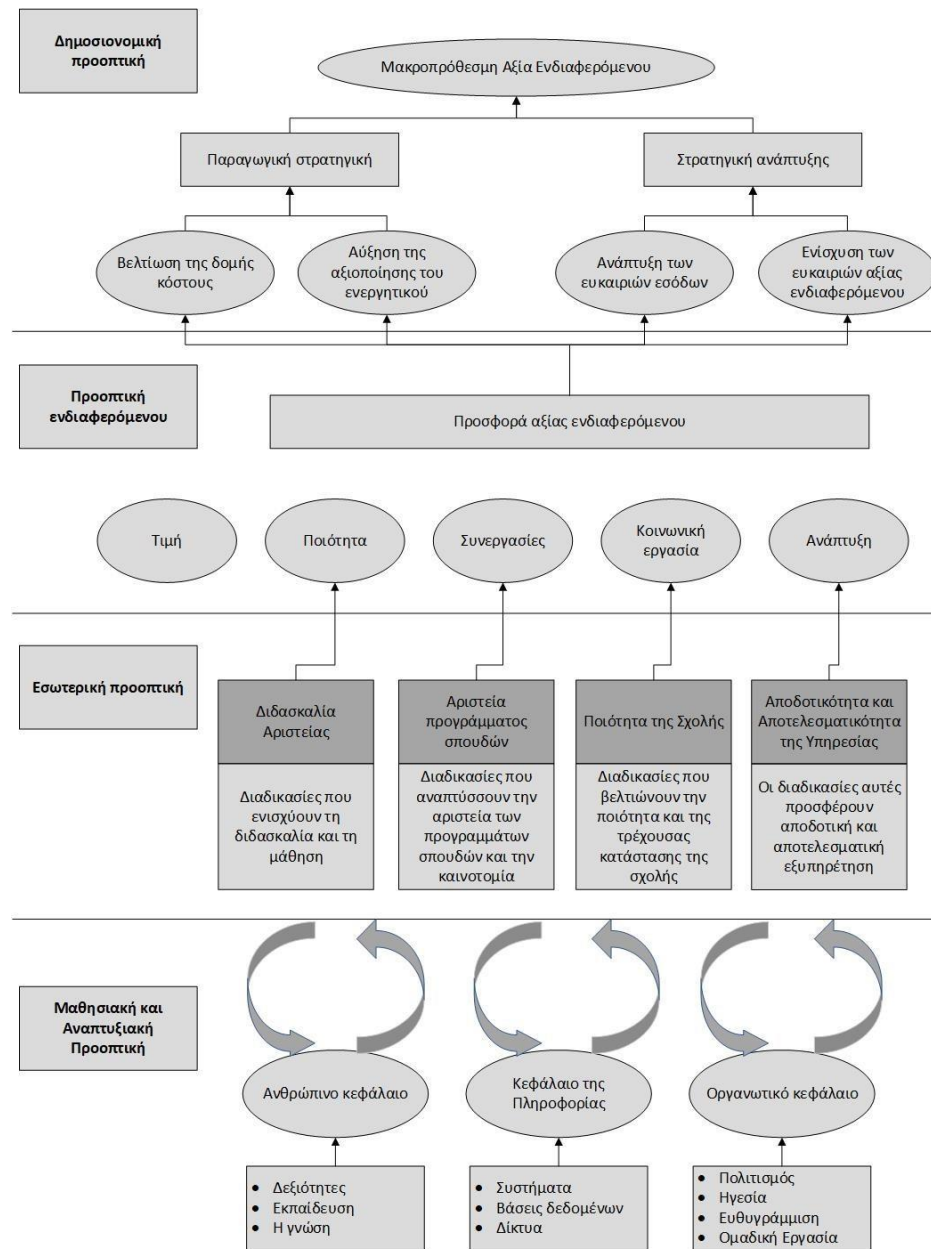 Δημοσιονομική
προοπτική
Μακροπρόθεσμη Αξία Ενδιαφερόμενου
Παραγωγική στρατηγική
Στρατηγική ανάπτυξης
Βελτίωση της δομής
κόστους
Αύξηση της
αξιοποίησης του
ενεργητικού
Ανάπτυξη των
ευκαιριών εσόδων
Ενίσχυση των
ευκαιριών αξίας
ενδιαφερόμενου
Προοπτική
ενδιαφερόμενου
Προσφορά αξίας ενδιαφερόμενου
Τιμή
Ποιότητα
Συνεργασίες
Κοινωνική
εργασία
Ανάπτυξη
Εσωτερική προοπτική
Διδασκαλία
Αριστείας
Διαδικασίες που
ενισχύουν τη
διδασκαλία και τη
μάθηση
Αριστεία
προγράμματος
σπουδών
Διαδικασίες που
αναπτύσσουν την
αριστεία των
προγραμμάτων
σπουδών και την
καινοτομία
Ποιότητα της Σχολής
Διαδικασίες που
βελτιώνουν την
ποιότητα και της
τρέχουσας
κατάστασης της
σχολής
Αποδοτικότητα και
Αποτελεσματικότητα
της Υπηρεσίας
Οι διαδικασίες αυτές
προσφέρουν
αποδοτική και
αποτελεσματική
εξυπηρέτηση
Μαθησιακή και
Αναπτυξιακή
Προοπτική
Ανθρώπινο κεφάλαιο
Κεφάλαιο της
Πληροφορίας
Οργανωτικό κεφάλαιο
• Δεξιότητες
• Εκπαίδευση
• Η γνώση
• Συστήματα
• Βάσεις δεδομένων
• Δίκτυα
• Πολιτισμός
• Ηγεσία
• Ευθυγράμμιση
• Ομαδική Εργασία